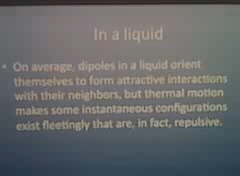 In a liquid
• On average, dipoles in a liquid orient
themselves to form attractive interactions
with their neighbors, but thermal motion
makes some instantaneous configurations
exist fleetingly that are, in fact, repulsive.